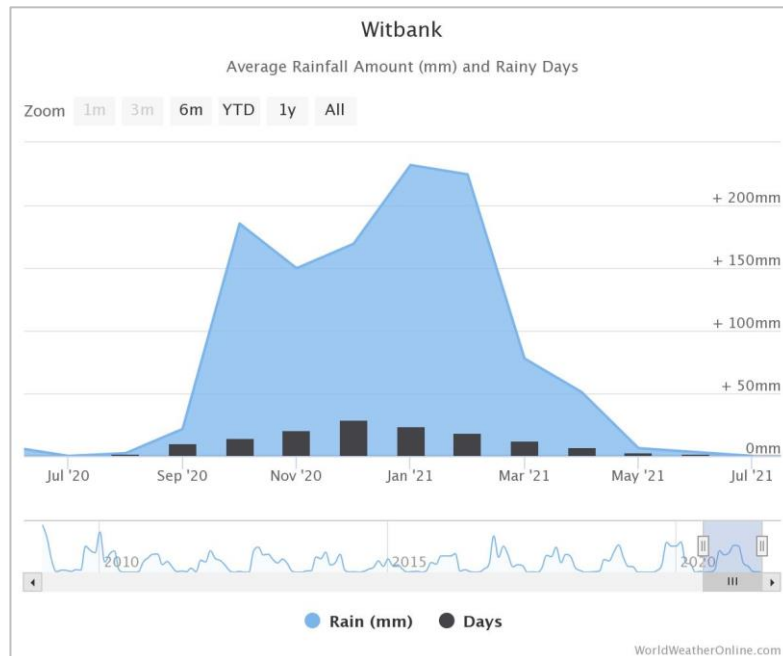 Witbank
Average Rainfall Amount (mm) and Rainy Days
Zoom 1m 3m 6m YTD 1y All
+ 200mm
+ 150mm
+ 100mm
+ 50mm
0mm
Jul '20 Sep '20 Nov '20 Jan '21 Mar '21 May '21 Jul '21
2010 2015 2020
Rain (mm) Days
WorldWeatherOnline.com